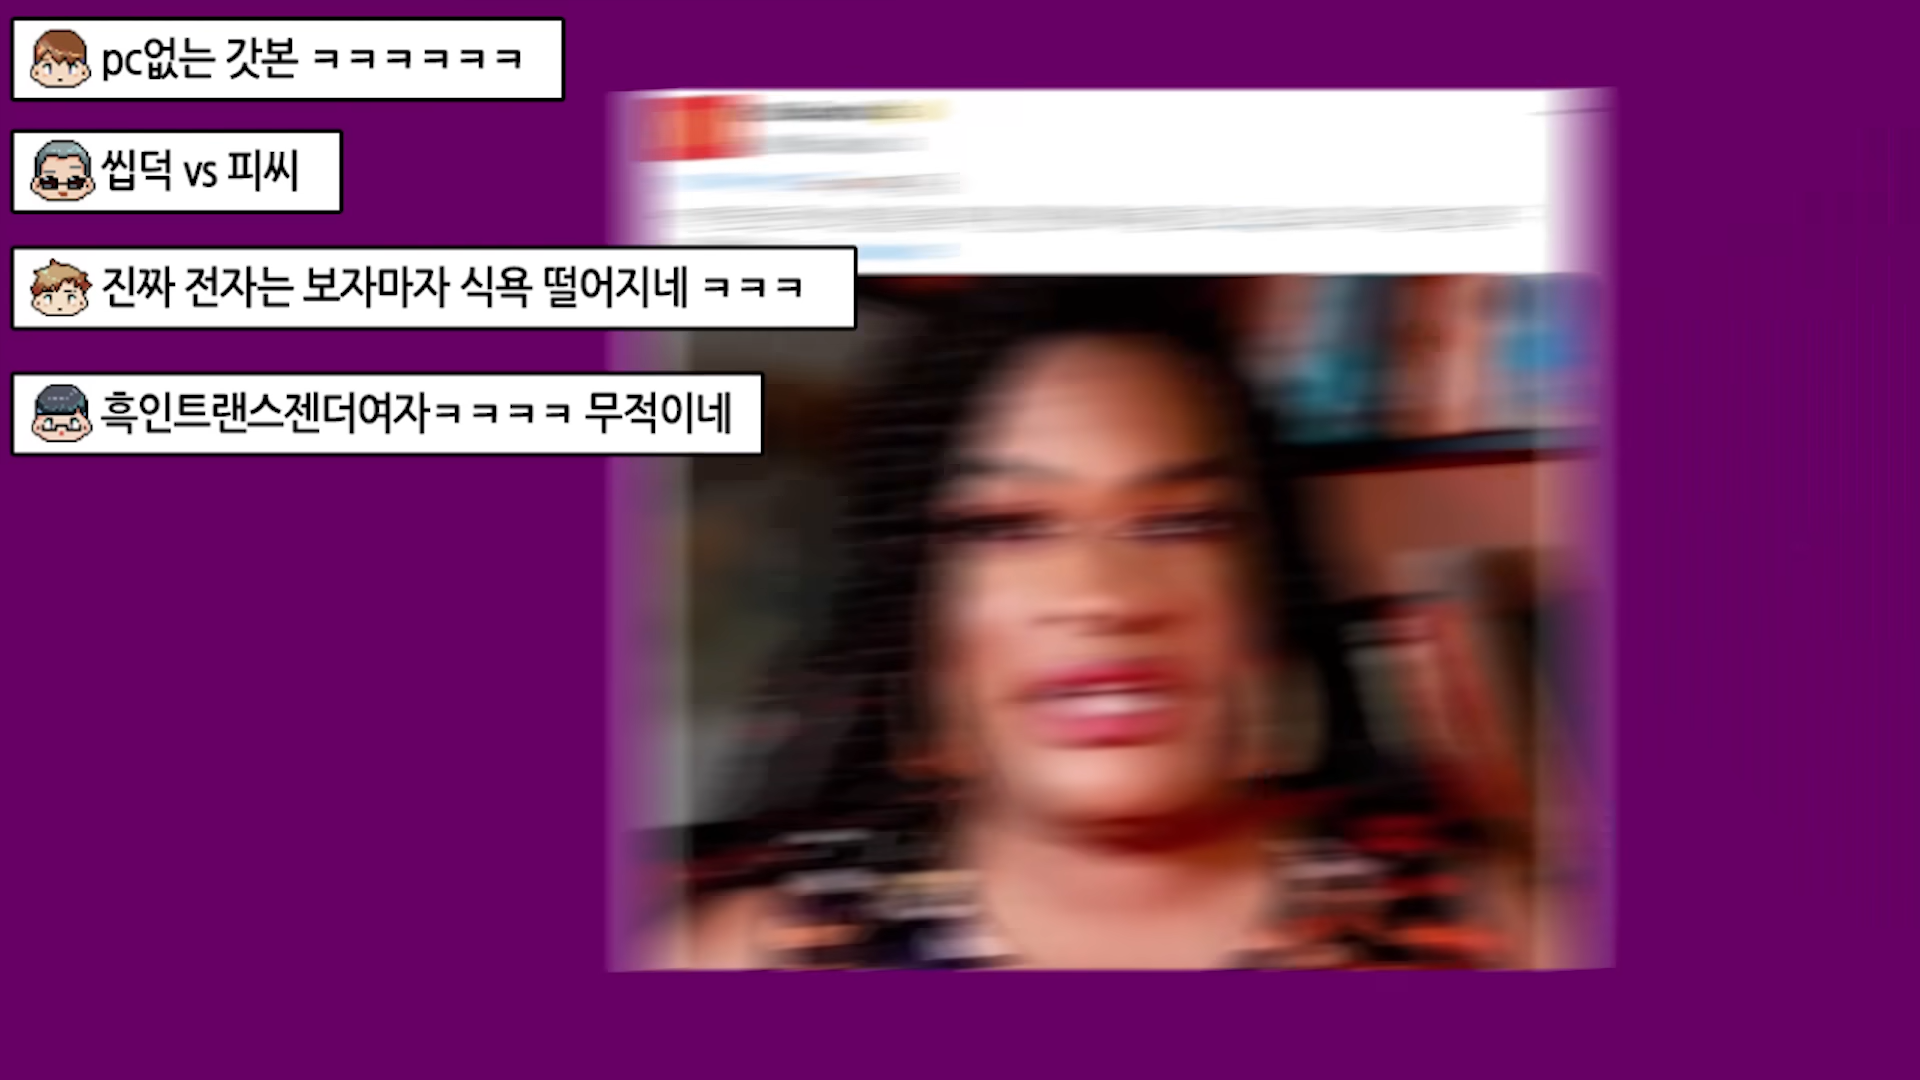 pc없는 갓본 ㅋㅋㅋㅋㅋㅋ
씹덕 vs 피씨
진짜 전자는 보자마자 식욕 떨어지네 ㅋㅋㅋ
흑인트랜스젠더여자ㅋㅋㅋㅋ 무적이네